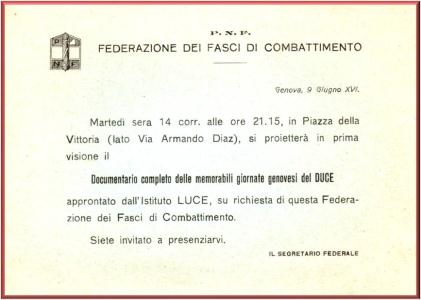 P. N. F.
FEDERAZIONE DEI FASCI DI COMBATTIMENTO
P N F
Genova, 9 Giugno XVI.
Martedì sera 14 corr. alle ore 21.15, in Piazza della
Vittoria (lato Via Armando Diaz), si proietterà in prima
visione il
Documentario completo delle memorabili giornate genovesi del DUCE
approntato dall'Istituto LUCE, su richiesta di questa Federa-
zione dei Fasci di Combattimento.
Siete invitato a presenziarvi.
IL SEGRETARIO FEDERALE